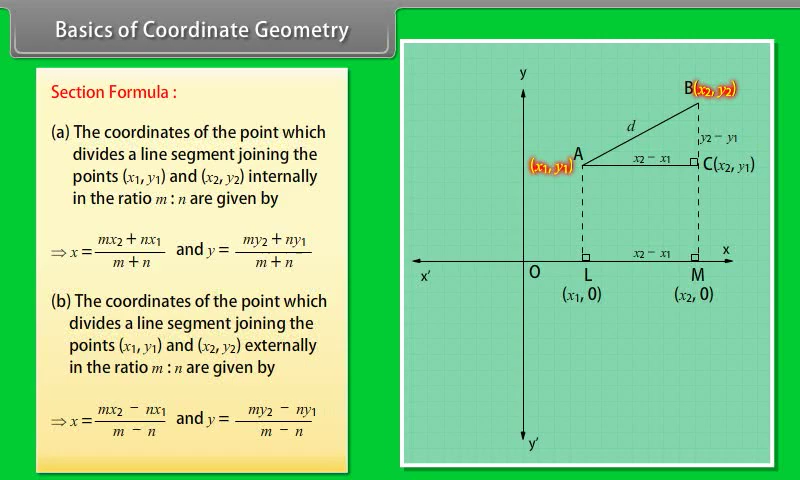 Basics of Coordinate Geometry
Section Formula :
(a) The coordinates of the point which
divides a line segment joining the
points (x1, y1) and (x2, y2) internally
in the ratio m : n are given by
⇒ x = mx2 + nx1 / m + n and y = my2 + ny1 / m + n
(b) The coordinates of the point which
divides a line segment joining the
points (x1, y1) and (x2, y2) externally
in the ratio m : n are given by
⇒ x = mx2 − nx1 / m − n and y = my2 − ny1 / m − n
y
B(x2, y2)
d
y2 − y1
A
(x1, y1)
x2 − x1
C(x2, y1)
x2 − x1
x
x'
O
L
M
(x1, 0)
(x2, 0)
y'